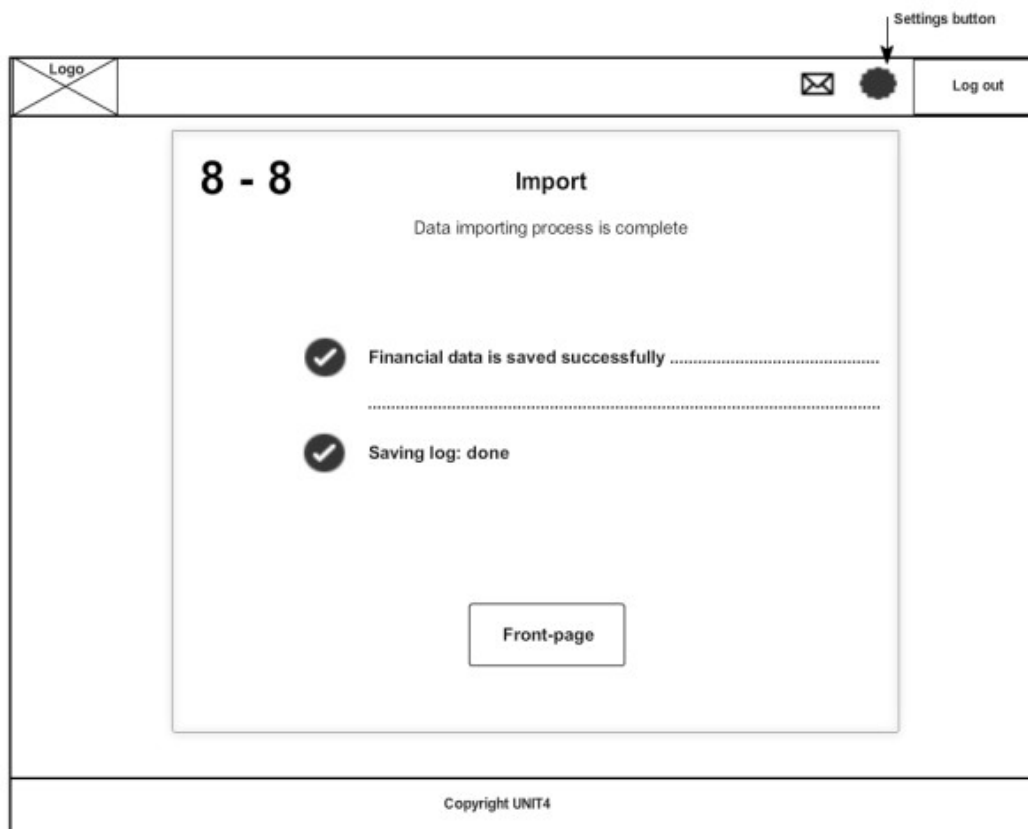 Settings button
Logo
Log out
8 - 8
Import
Data importing process is complete
Financial data is saved successfully ...........................................
.........................................................................................................
Saving log: done
Front-page
Copyright UNIT4